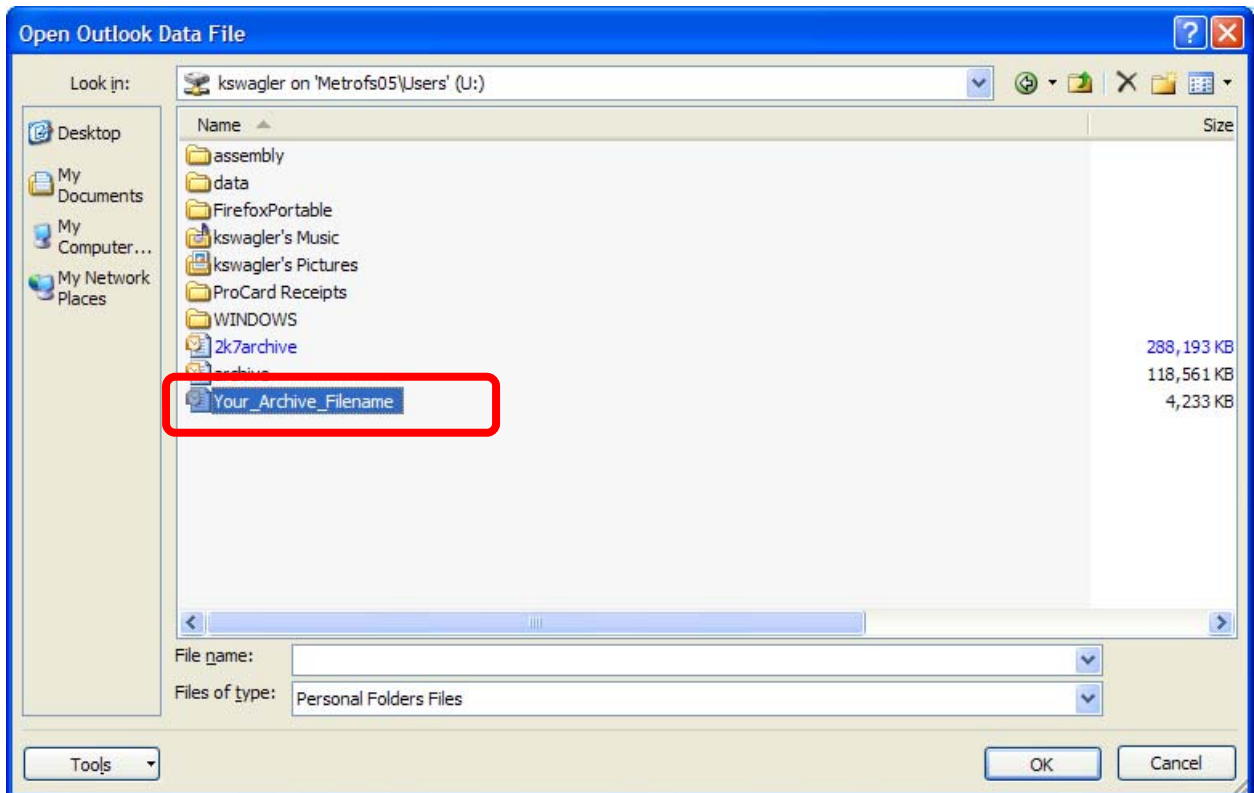 Open Outlook Data File
Look in:
kswagler on 'Metrofs05\Users' (U:)
Desktop
My
Documents
My
Computer...
My Network
Places
Name
Size
assembly
data
FirefoxPortable
kswagler's Music
kswagler's Pictures
ProCard Receipts
WINDOWS
2k7archive 288,193 KB
archive 118,561 KB
Your_Archive_Filename 4,233 KB
File name:
Files of type: Personal Folders Files
Tools
OK
Cancel